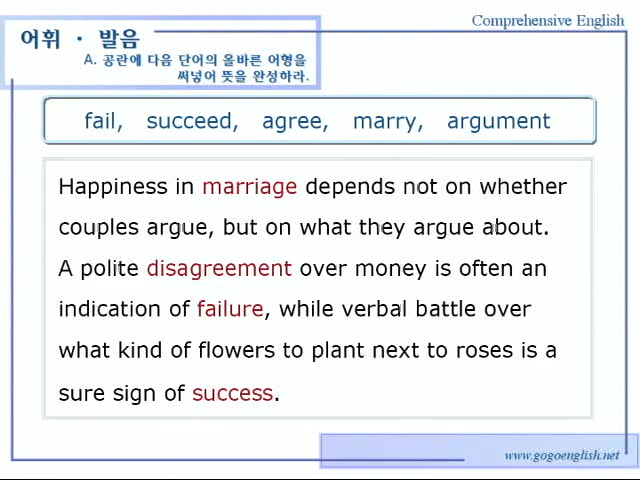 Comprehensive English
어휘 · 발음
A. 공란에 다음 단어의 올바른 어형을
써넣어 뜻을 완성하라.
fail, succeed, agree, marry, argument
Happiness in marriage depends not on whether
couples argue, but on what they argue about.
A polite disagreement over money is often an
indication of failure, while verbal battle over
what kind of flowers to plant next to roses is a
sure sign of success.
www.gogoenglish.net